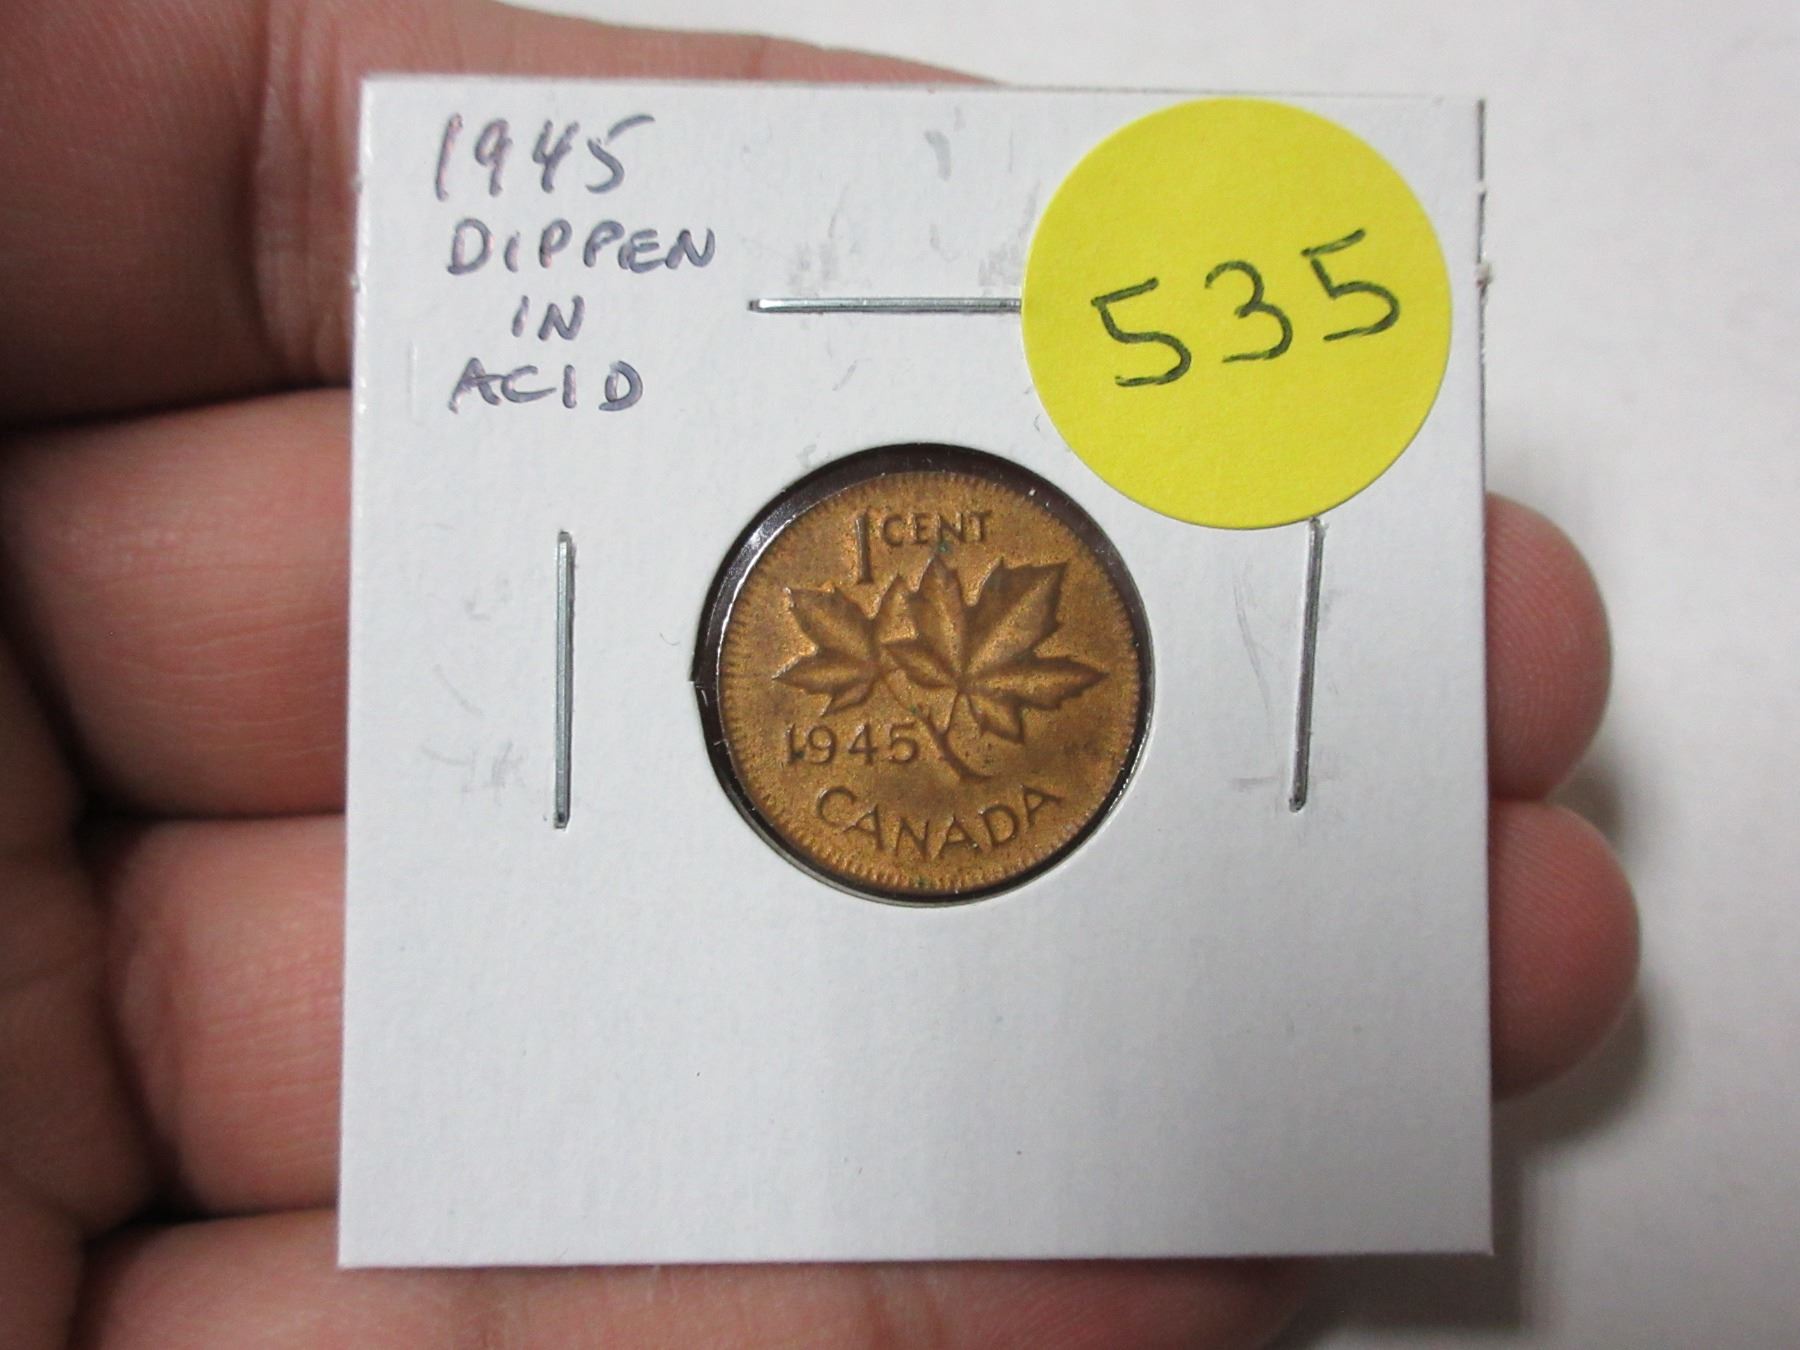 1945
DIPPEN
IN
ACID
535
1 CENT
1945
CANADA